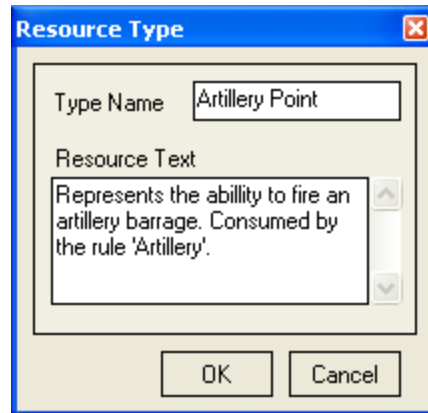 Resource Type
Type Name Artillery Point
Resource Text
Represents the abillity to fire an
artillery barrage. Consumed by
the rule 'Artillery'.
OK Cancel